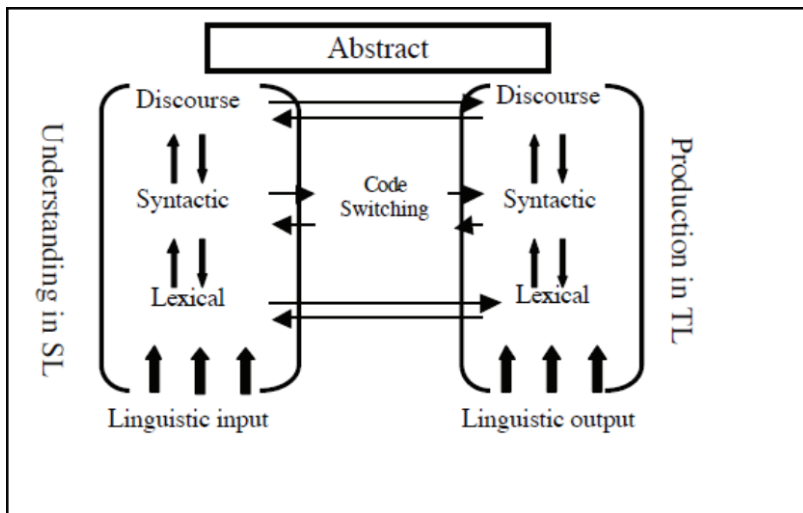 Abstract
Understanding in SL
Discourse
Syntactic
Lexical
Linguistic input
Code
Switching
Discourse
Syntactic
Lexical
Linguistic output
Production in TL